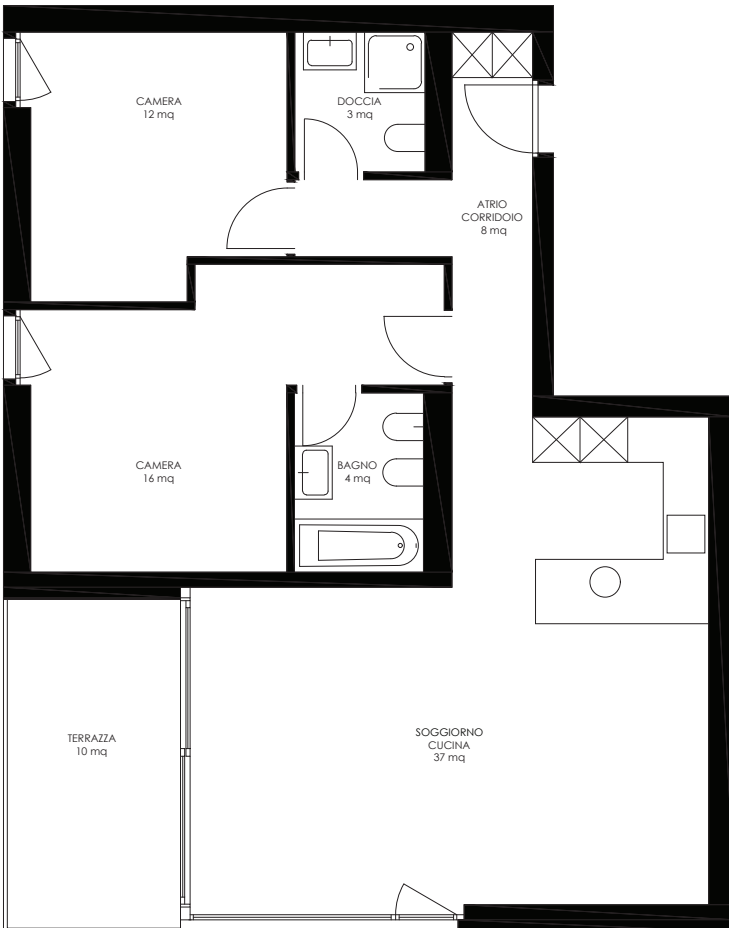 CAMERA
12 mq
DOCCIA
3 mq
ATRIO
CORRIDOIO
8 mq
CAMERA
16 mq
BAGNO
4 mq
TERRAZZA
10 mq
SOGGIORNO
CUCINA
37 mq